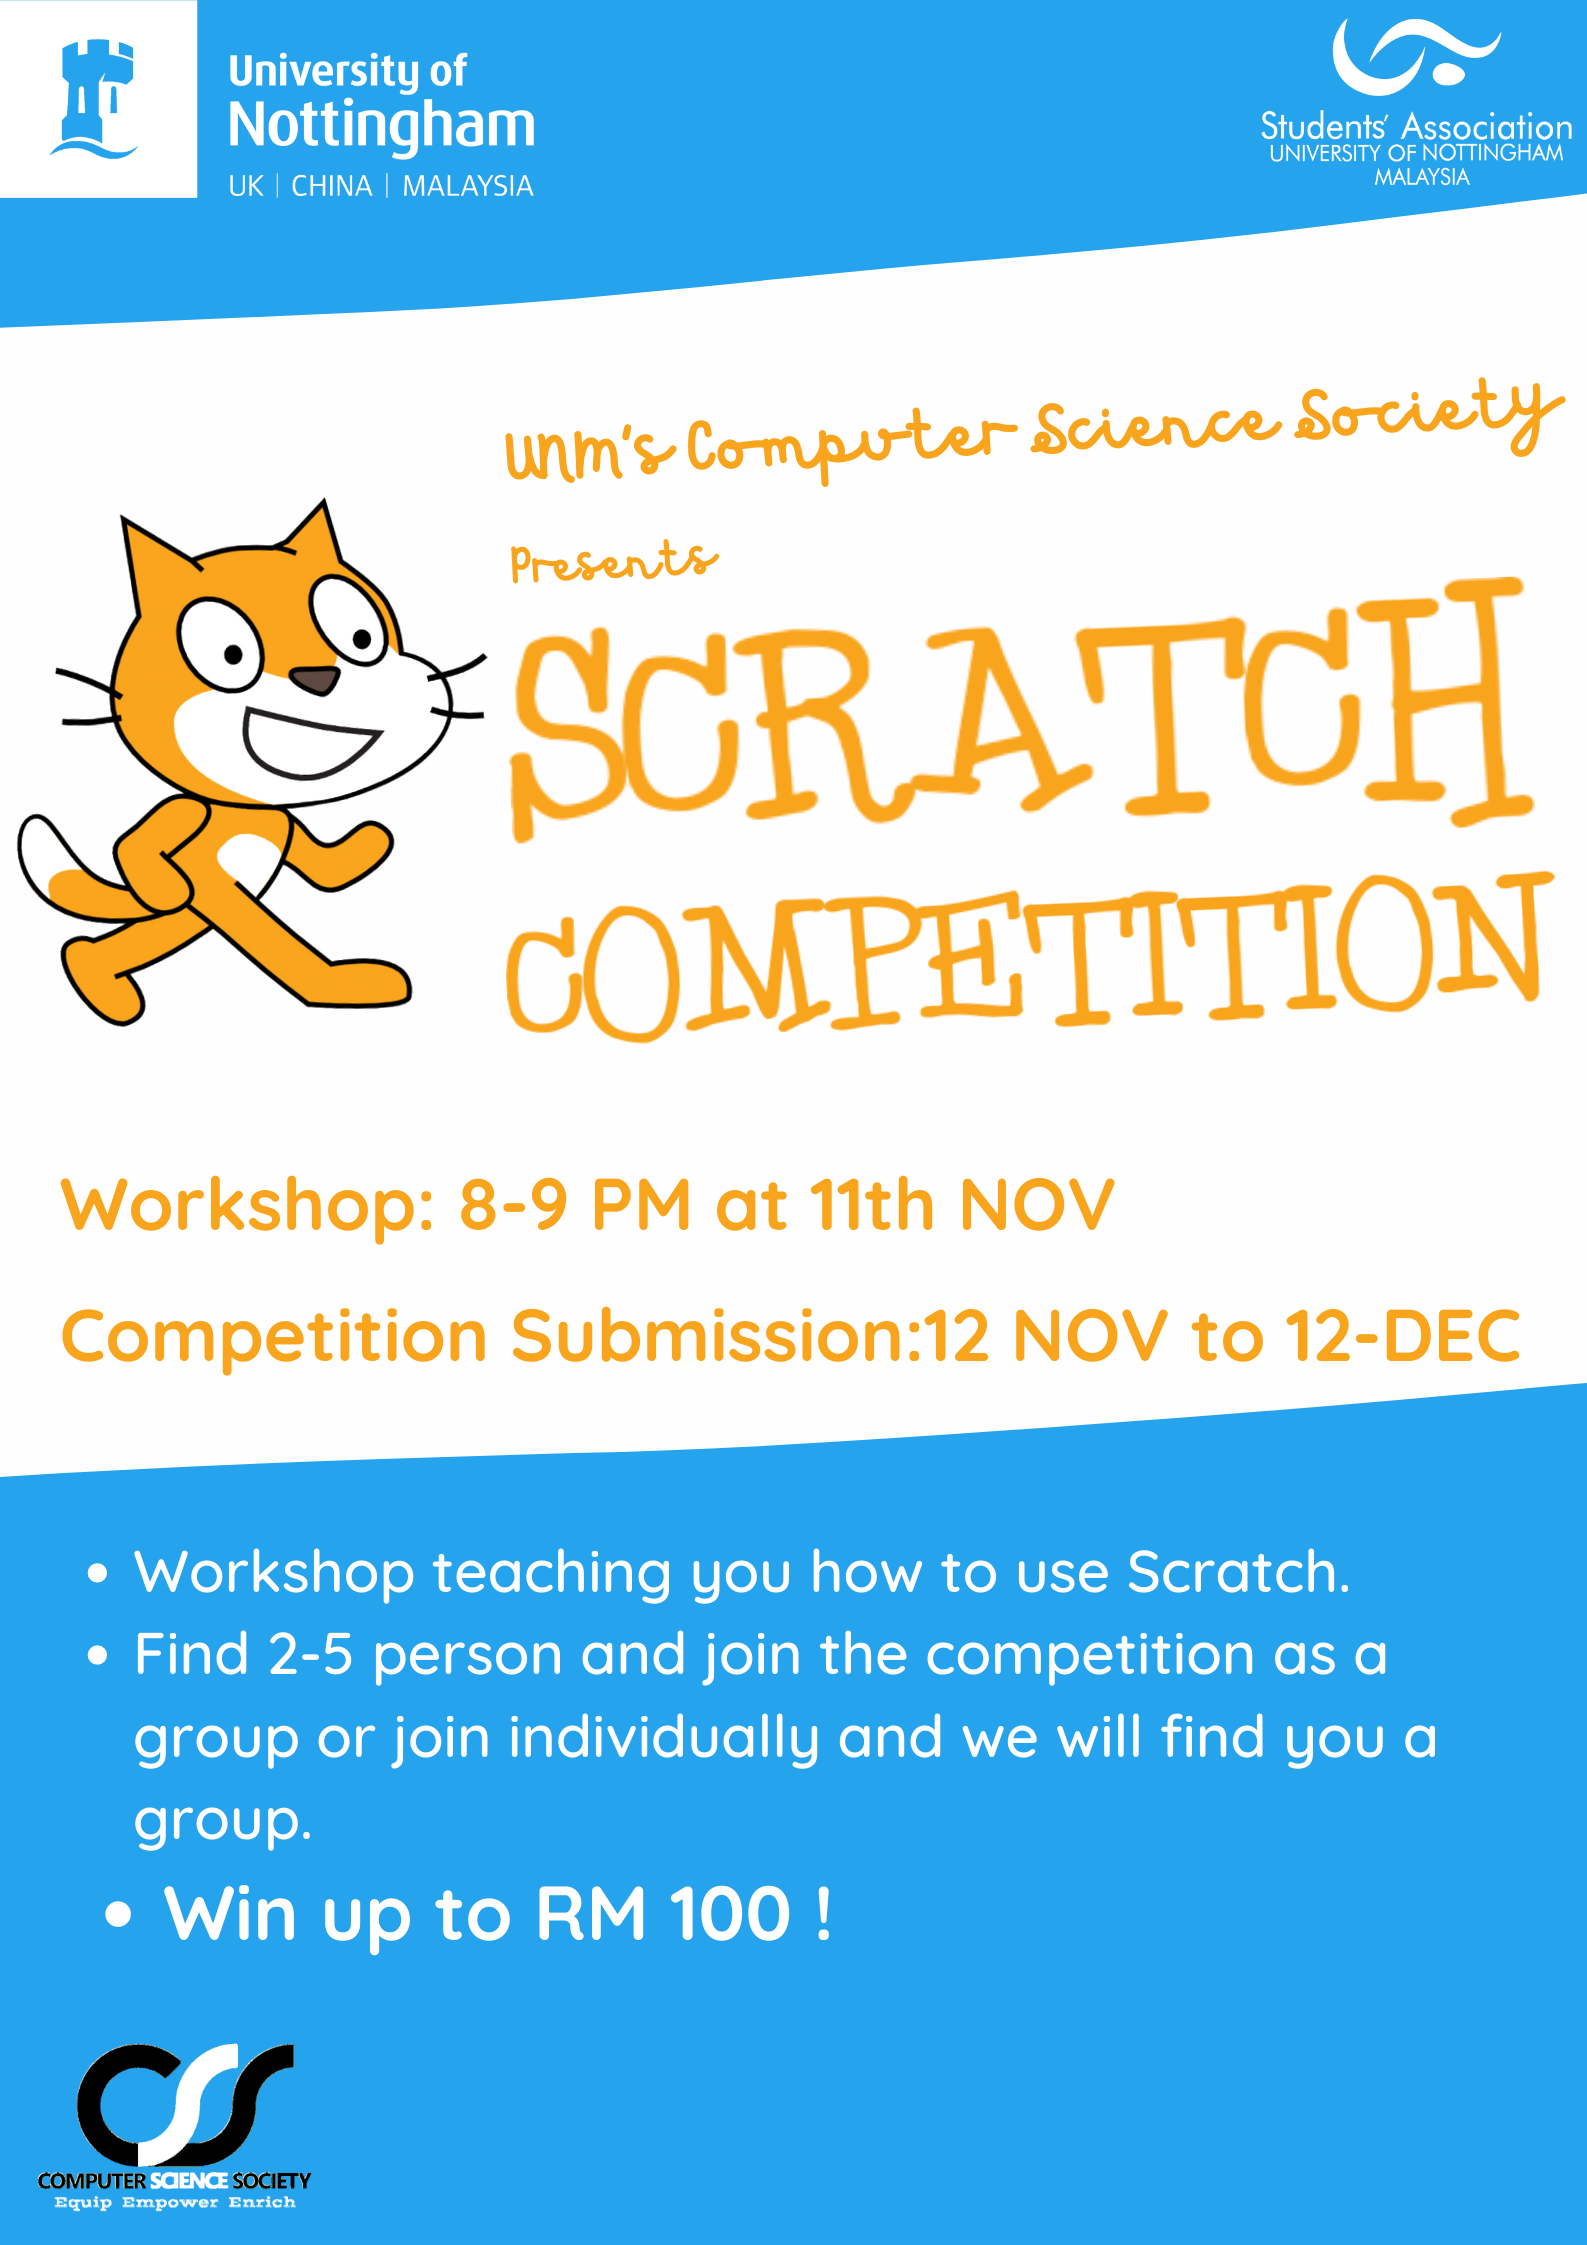 University of
Nottingham
UK | CHINA | MALAYSIA
Students' Association
UNIVERSITY OF NOTTINGHAM
MALAYSIA
UNM's Computer Science Society
Presents
SCRATCH
COMPETITION
Workshop: 8-9 PM at 11th NOV
Competition Submission:12 NOV to 12-DEC
• Workshop teaching you how to use Scratch.
• Find 2-5 person and join the competition as a
group or join individually and we will find you a
group.
• Win up to RM 100 !
CSS
COMPUTER SCIENCE SOCIETY
Equip Empower Enrich